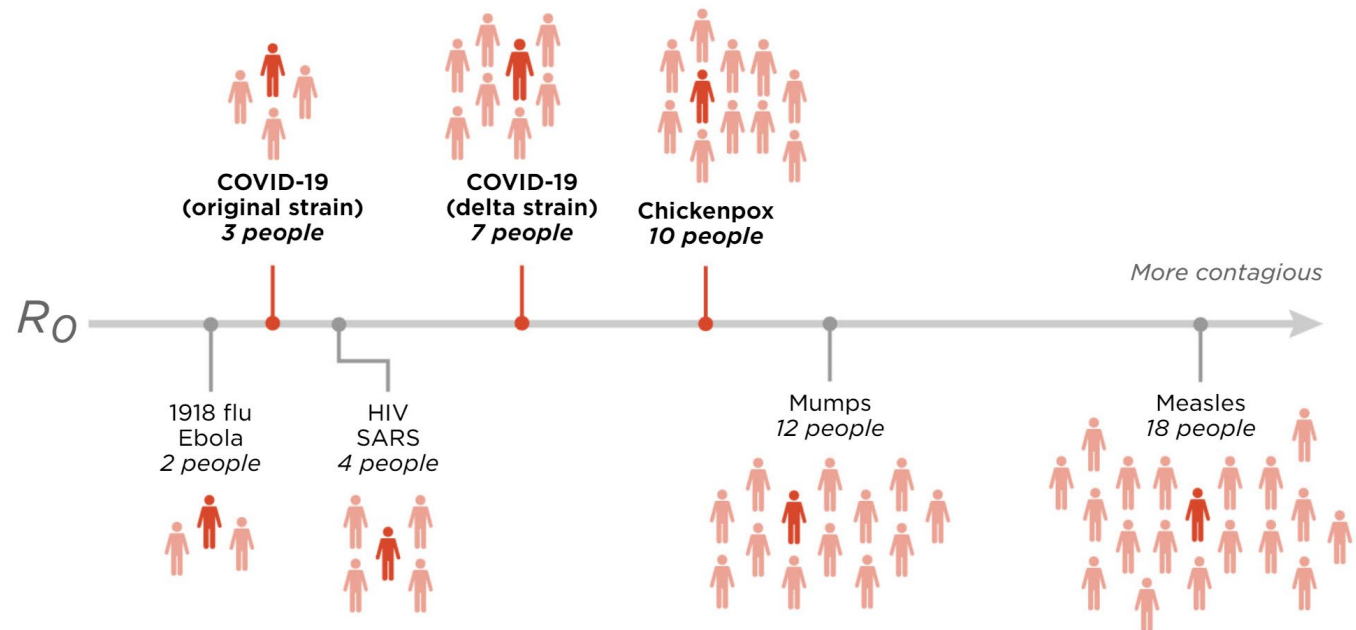 COVID-19
(original strain)
3 people
COVID-19
(delta strain)
7 people
Chickenpox
10 people
More contagious
R0
1918 flu
Ebola
2 people
HIV
SARS
4 people
Mumps
12 people
Measles
18 people